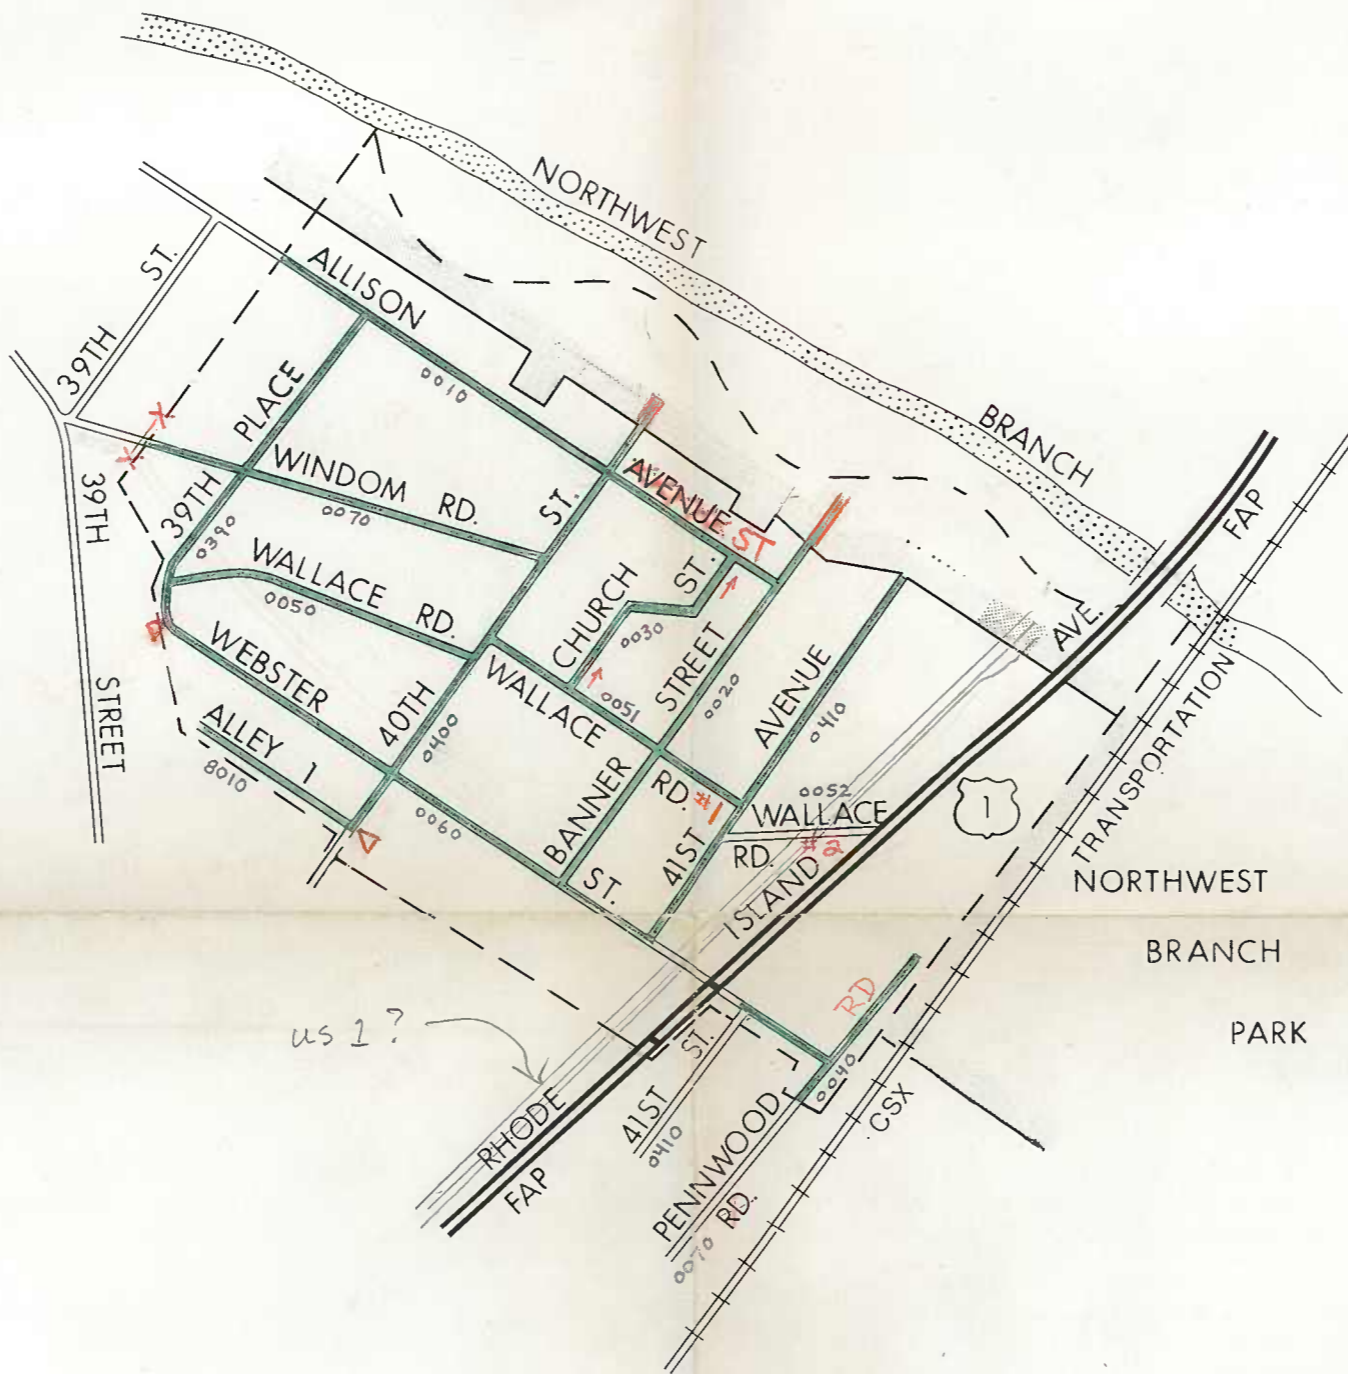 NORTHWEST
BRANCH
ALLISON
AVENUE
ST
0010
39TH ST.
39TH STREET
39TH PLACE
0390
WINDOM RD.
0070
WALLACE RD.
0050
WEBSTER ST.
0060
ALLEY 1
8010
40TH ST.
0400
CHURCH ST.
0030
WALLACE RD. #1
0051
BANNER STREET
0020
41ST AVENUE
0410
0052
WALLACE
RD. #2
RHODE ISLAND AVE.
FAP
FAP
1
us 1?
TRANSPORTATION
CSX
NORTHWEST
BRANCH
PARK
RD
0040
41ST ST.
0410
PENNWOOD RD.
0070
X
X